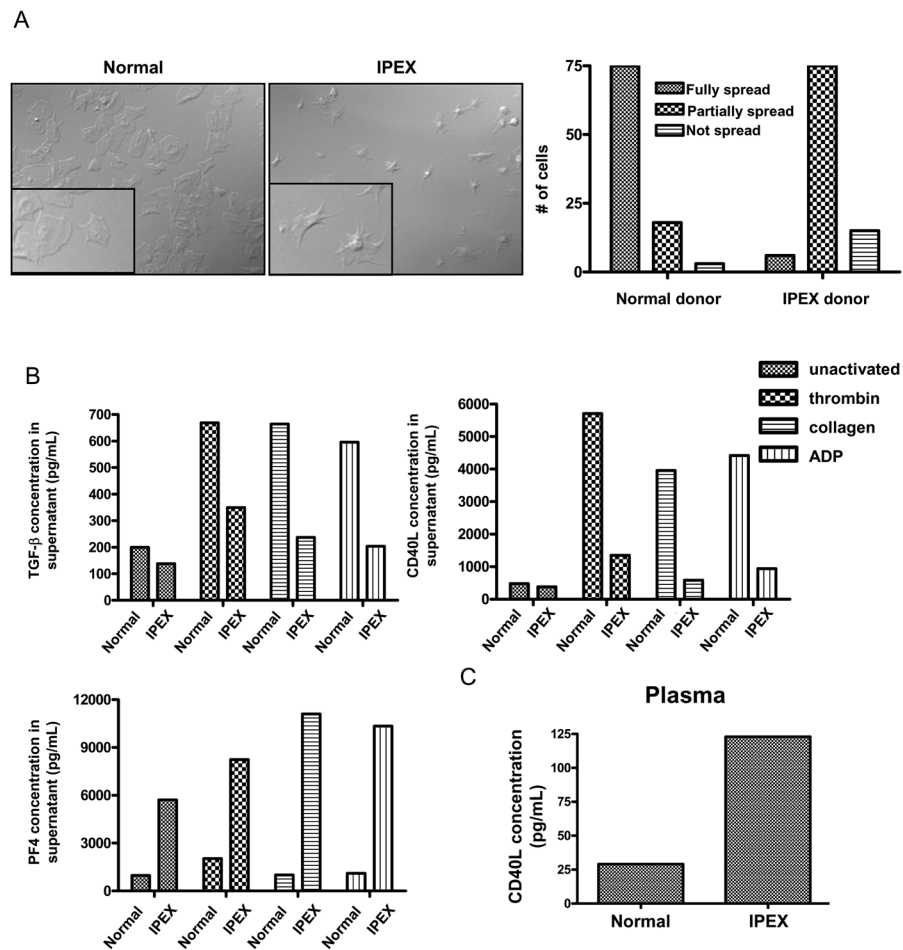 A
Normal
IPEX
# of cells
75
50
25
0
Fully spread
Partially spread
Not spread
Normal donor
IPEX donor
B
unactivated
thrombin
collagen
ADP
TGF-β concentration in
supernatant (pg/mL)
700
600
500
400
300
200
100
0
Normal
IPEX
Normal
IPEX
Normal
IPEX
Normal
IPEX
CD40L concentration in
supernatant (pg/mL)
6000
5000
4000
3000
2000
1000
0
Normal
IPEX
Normal
IPEX
Normal
IPEX
Normal
IPEX
PF4 concentration in
supernatant (pg/mL)
12000
9000
6000
3000
0
Normal
IPEX
Normal
IPEX
Normal
IPEX
Normal
IPEX
C
Plasma
CD40L concentration
(pg/mL)
125
100
75
50
25
0
Normal
IPEX